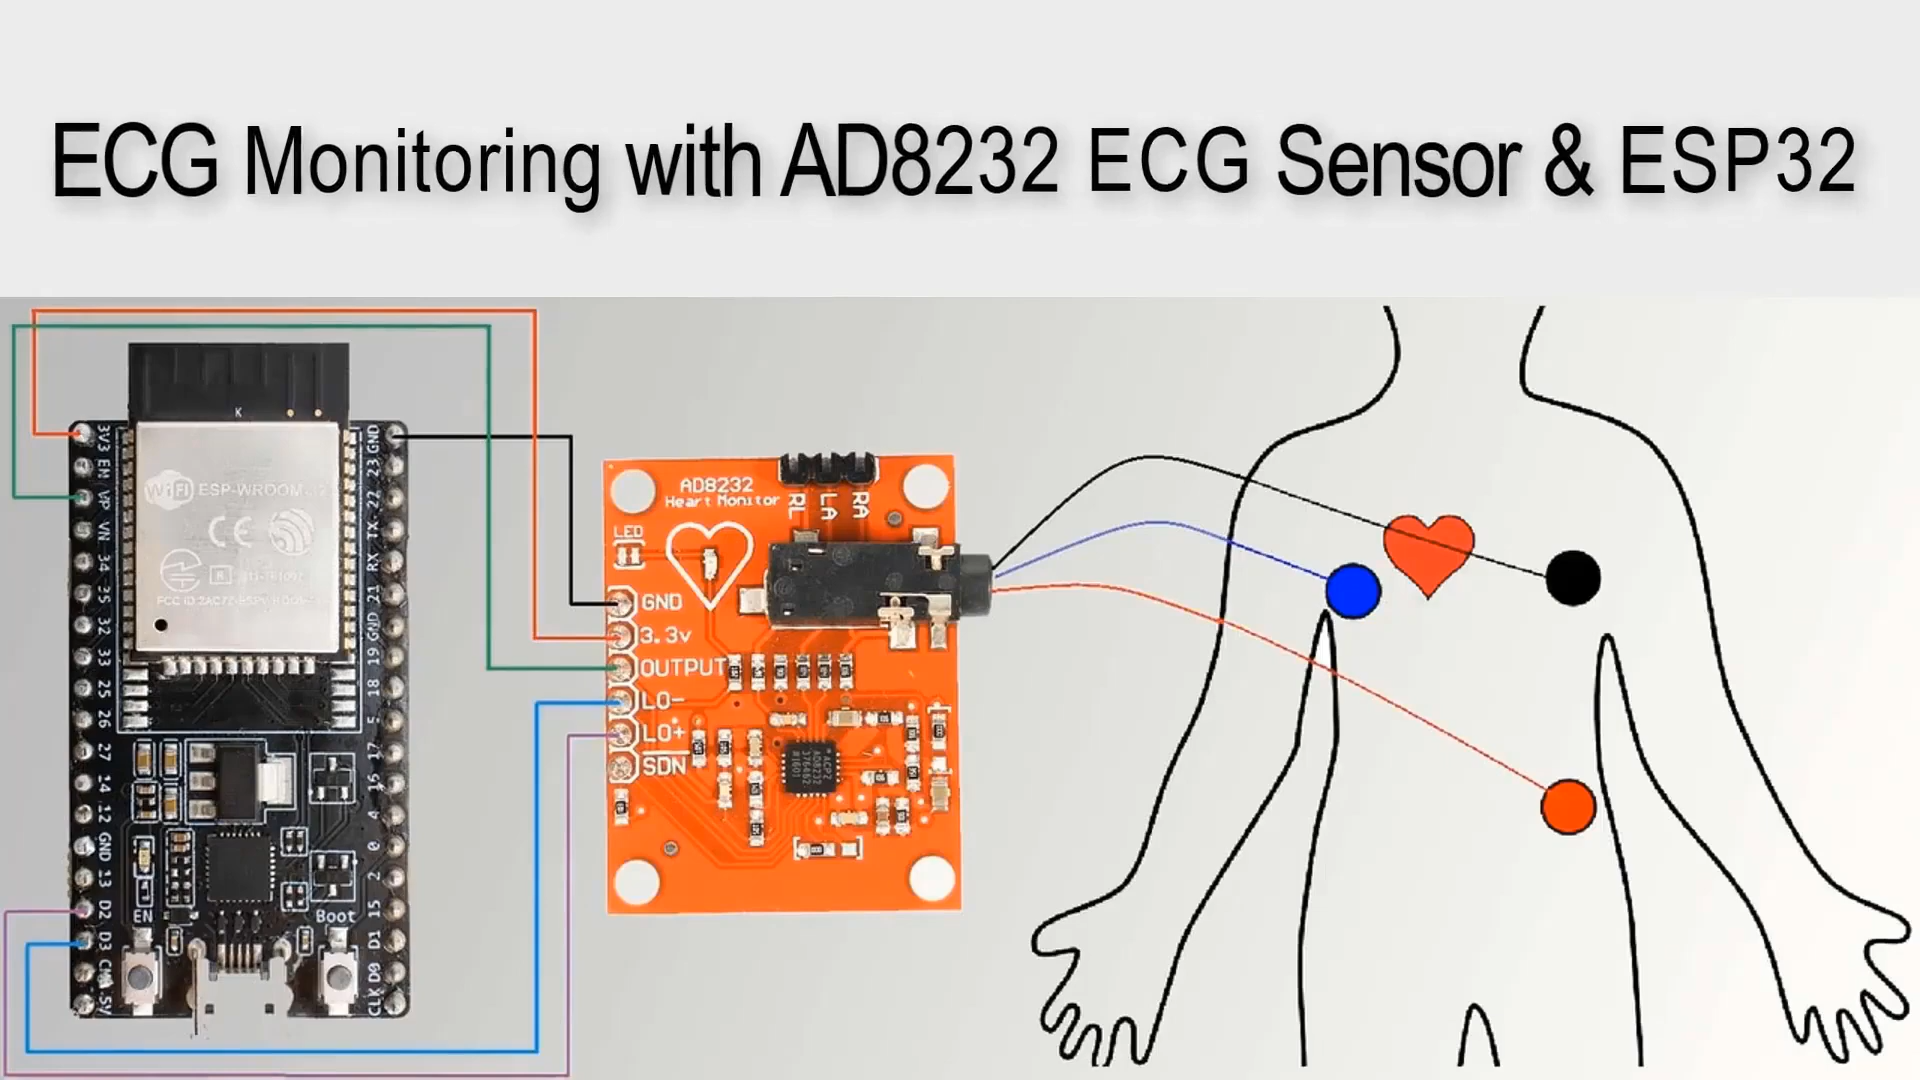 ECG Monitoring with AD8232 ECG Sensor & ESP32
K
3V3
EN
VP
VN
34
35
32
33
25
26
27
14
12
GND
13
D2
D3
5V
WiFi ESP-WROOM-32
CE
R
EN
Boot
GND
23
22
TX
RX
21
GND
19
18
5
17
16
4
0
2
15
D1
D0
CLK
AD8232
Heart Monitor
RL
LA
RA
LED
GND
3.3v
OUTPUT
LO-
LO+
SDN